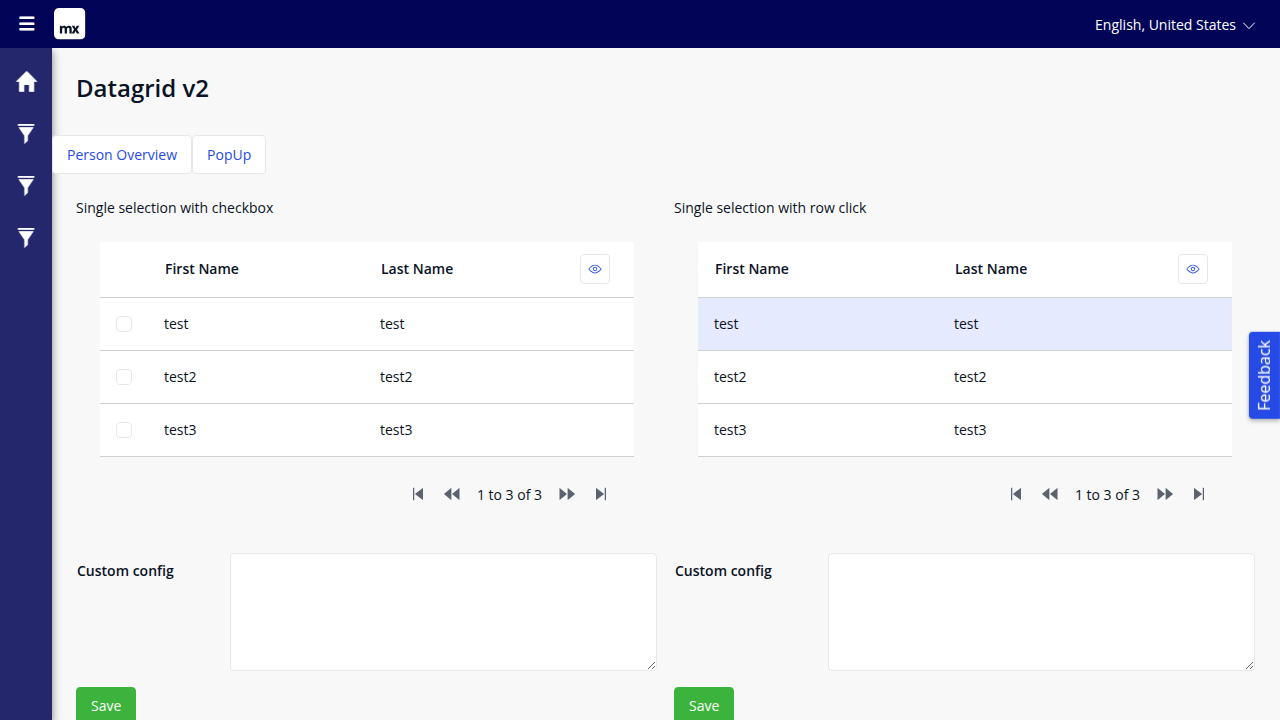 mx
English, United States
Datagrid v2
Person Overview
PopUp
Single selection with checkbox
First Name Last Name
test test
test2 test2
test3 test3
1 to 3 of 3
Custom config
Save
Single selection with row click
First Name Last Name
test test
test2 test2
test3 test3
1 to 3 of 3
Custom config
Save
Feedback